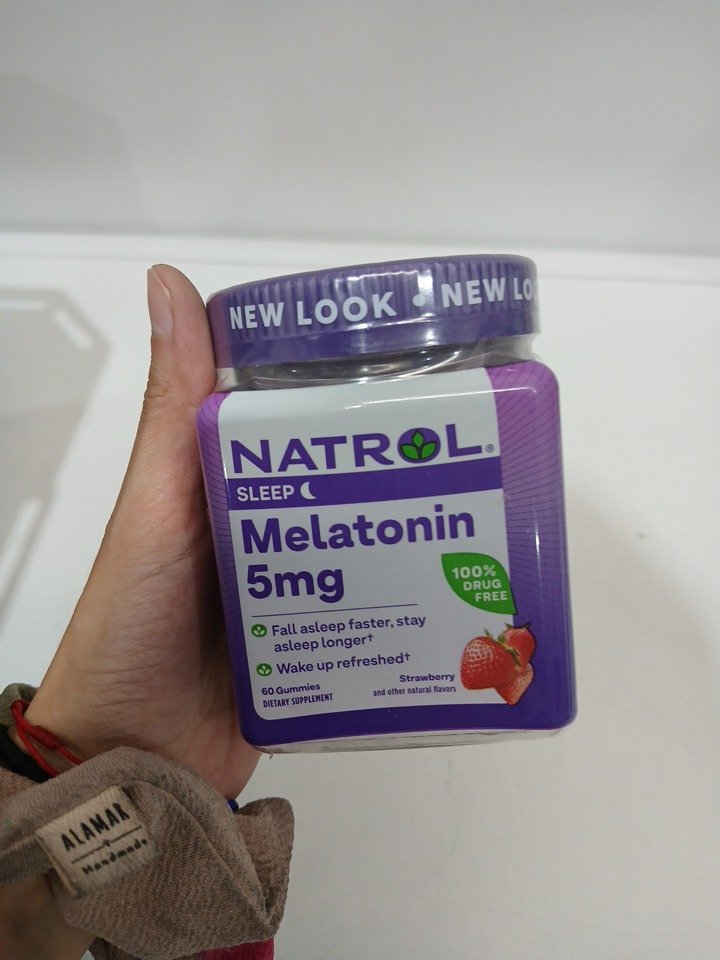 NEW LOOK • NEW LO
NATROL®
SLEEP
Melatonin
5mg
100%
DRUG
FREE
Fall asleep faster, stay
asleep longer†
Wake up refreshed†
60 Gummies
DIETARY SUPPLEMENT
Strawberry
and other natural flavors
ALAMAR
Handmade